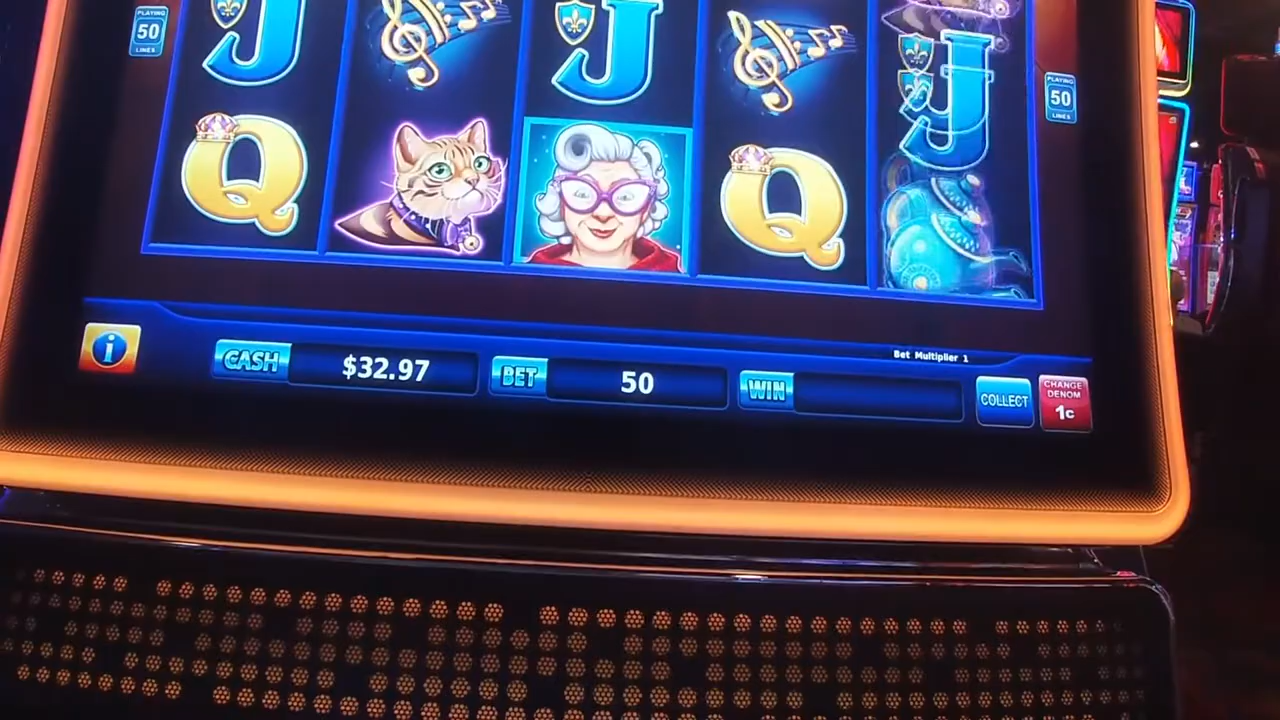 PLAYING
50
LINES
J
J
J
PLAYING
50
LINES
Q
Q
Bet Multiplier 1
i
CASH
$32.97
BET
50
WIN
COLLECT
CHANGE
DENOM
1c